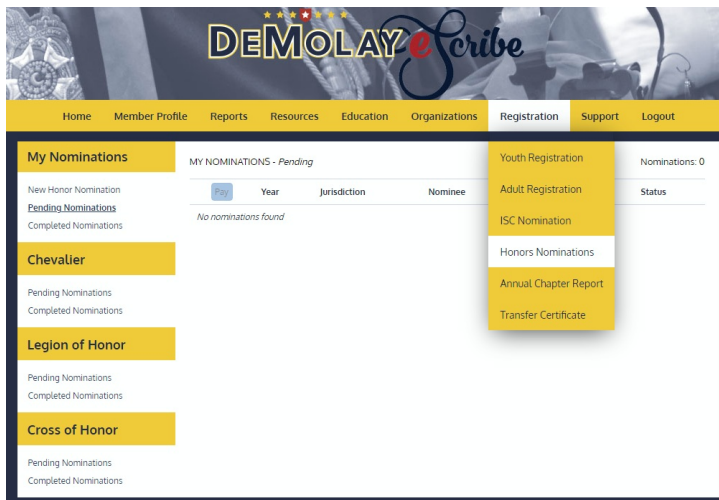 DEMOLAY eScribe
Home Member Profile Reports Resources Education Organizations Registration Support Logout
My Nominations
New Honor Nomination
Pending Nominations
Completed Nominations
Chevalier
Pending Nominations
Completed Nominations
Legion of Honor
Pending Nominations
Completed Nominations
Cross of Honor
Pending Nominations
Completed Nominations
MY NOMINATIONS - Pending
Nominations: 0
Pay Year Jurisdiction Nominee Status
No nominations found
Youth Registration
Adult Registration
ISC Nomination
Honors Nominations
Annual Chapter Report
Transfer Certificate